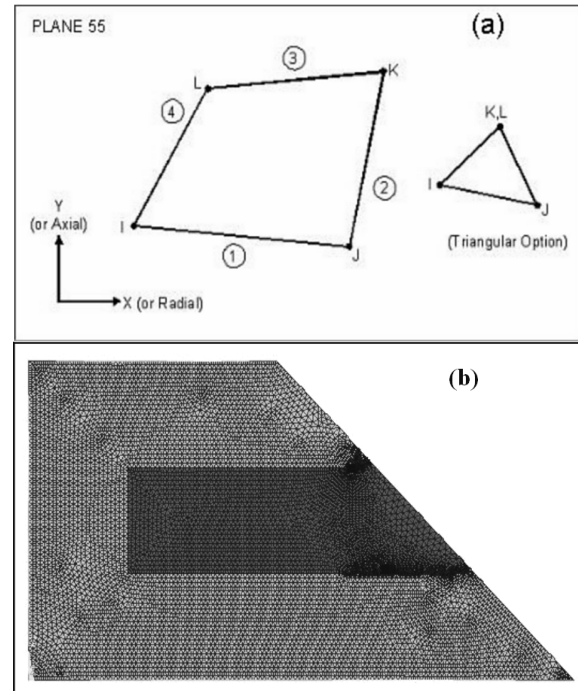 PLANE 55
(a)
3
K
L
4
K,L
2
Y
(or Axial)
I
I
J
1
J
(Triangular Option)
X (or Radial)
(b)